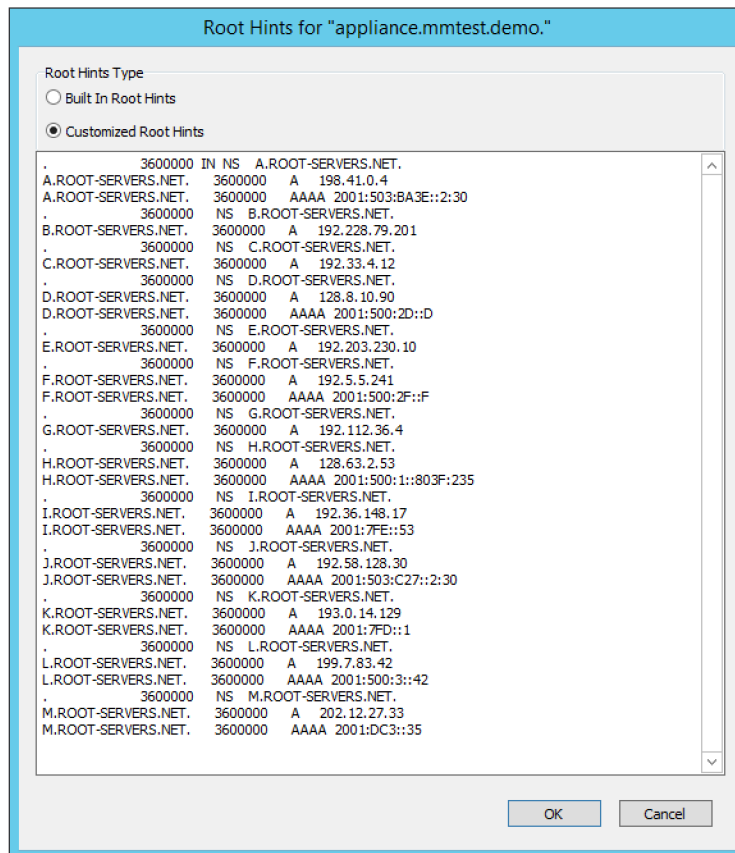 Root Hints for "appliance.mmtest.demo."
Root Hints Type
Built In Root Hints
Customized Root Hints
. 3600000 IN NS A.ROOT-SERVERS.NET.
A.ROOT-SERVERS.NET. 3600000 A 198.41.0.4
A.ROOT-SERVERS.NET. 3600000 AAAA 2001:503:BA3E::2:30
. 3600000 NS B.ROOT-SERVERS.NET.
B.ROOT-SERVERS.NET. 3600000 A 192.228.79.201
. 3600000 NS C.ROOT-SERVERS.NET.
C.ROOT-SERVERS.NET. 3600000 A 192.33.4.12
. 3600000 NS D.ROOT-SERVERS.NET.
D.ROOT-SERVERS.NET. 3600000 A 128.8.10.90
D.ROOT-SERVERS.NET. 3600000 AAAA 2001:500:2D::D
. 3600000 NS E.ROOT-SERVERS.NET.
E.ROOT-SERVERS.NET. 3600000 A 192.203.230.10
. 3600000 NS F.ROOT-SERVERS.NET.
F.ROOT-SERVERS.NET. 3600000 A 192.5.5.241
F.ROOT-SERVERS.NET. 3600000 AAAA 2001:500:2F::F
. 3600000 NS G.ROOT-SERVERS.NET.
G.ROOT-SERVERS.NET. 3600000 A 192.112.36.4
. 3600000 NS H.ROOT-SERVERS.NET.
H.ROOT-SERVERS.NET. 3600000 A 128.63.2.53
H.ROOT-SERVERS.NET. 3600000 AAAA 2001:500:1::803F:235
. 3600000 NS I.ROOT-SERVERS.NET.
I.ROOT-SERVERS.NET. 3600000 A 192.36.148.17
I.ROOT-SERVERS.NET. 3600000 AAAA 2001:7FE::53
. 3600000 NS J.ROOT-SERVERS.NET.
J.ROOT-SERVERS.NET. 3600000 A 192.58.128.30
J.ROOT-SERVERS.NET. 3600000 AAAA 2001:503:C27::2:30
. 3600000 NS K.ROOT-SERVERS.NET.
K.ROOT-SERVERS.NET. 3600000 A 193.0.14.129
K.ROOT-SERVERS.NET. 3600000 AAAA 2001:7FD::1
. 3600000 NS L.ROOT-SERVERS.NET.
L.ROOT-SERVERS.NET. 3600000 A 199.7.83.42
L.ROOT-SERVERS.NET. 3600000 AAAA 2001:500:3::42
. 3600000 NS M.ROOT-SERVERS.NET.
M.ROOT-SERVERS.NET. 3600000 A 202.12.27.33
M.ROOT-SERVERS.NET. 3600000 AAAA 2001:DC3::35
OK Cancel